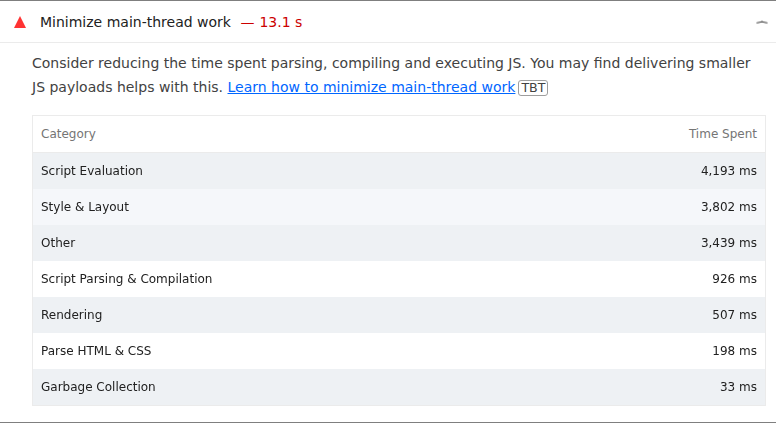 Minimize main-thread work — 13.1 s
Consider reducing the time spent parsing, compiling and executing JS. You may find delivering smaller
JS payloads helps with this. Learn how to minimize main-thread work TBT
Category Time Spent
Script Evaluation 4,193 ms
Style & Layout 3,802 ms
Other 3,439 ms
Script Parsing & Compilation 926 ms
Rendering 507 ms
Parse HTML & CSS 198 ms
Garbage Collection 33 ms